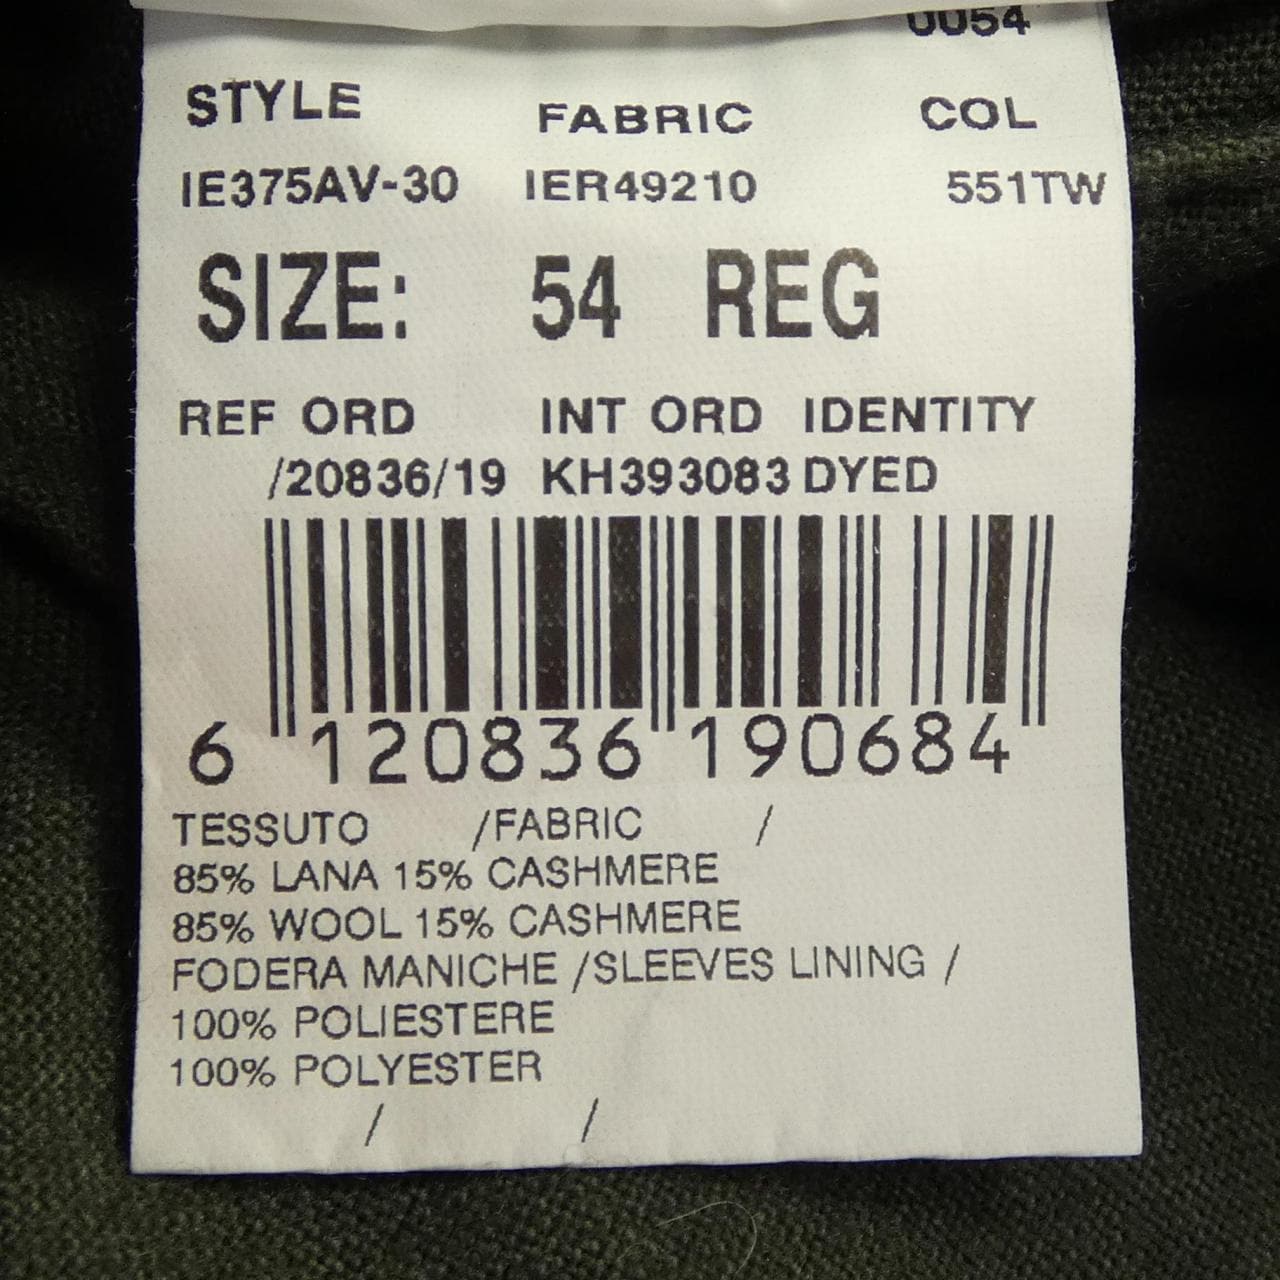 0054
STYLE FABRIC COL
IE375AV-30 IER49210 551TW
SIZE: 54 REG
REF ORD INT ORD IDENTITY
/20836/19 KH393083 DYED
6 120836 190684
TESSUTO /FABRIC /
85% LANA 15% CASHMERE
85% WOOL 15% CASHMERE
FODERA MANICHE /SLEEVES LINING /
100% POLIESTERE
100% POLYESTER
/ /